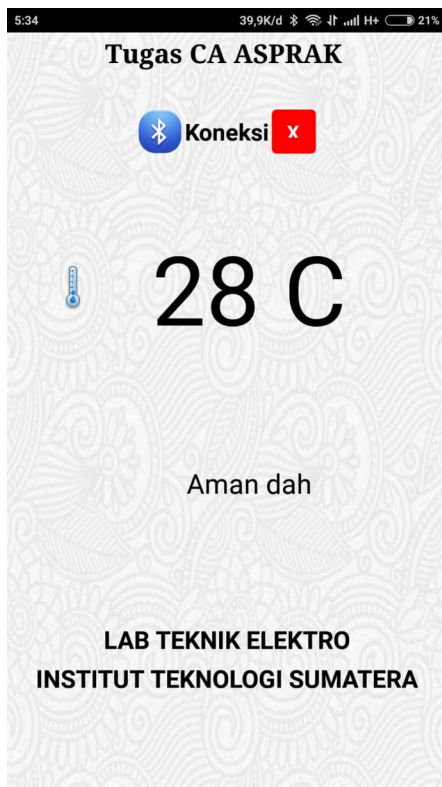 5:34 39,9K/d H+ 21%
Tugas CA ASPRAK
Koneksi X
28 C
Aman dah
LAB TEKNIK ELEKTRO
INSTITUT TEKNOLOGI SUMATERA